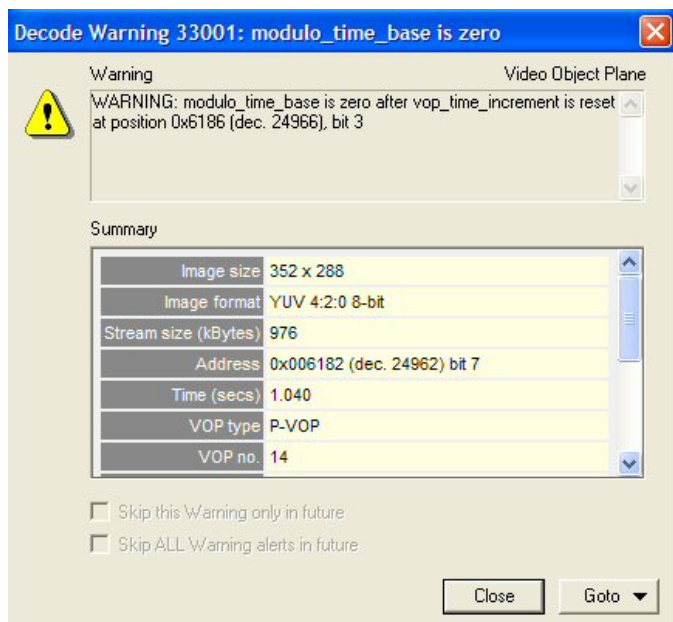 Decode Warning 33001: modulo_time_base is zero
Warning Video Object Plane
WARNING: modulo_time_base is zero after vop_time_increment is reset
at position 0x6186 (dec. 24966), bit 3
Summary
Image size 352 x 288
Image format YUV 4:2:0 8-bit
Stream size (kBytes) 976
Address 0x006182 (dec. 24962) bit 7
Time (secs) 1.040
VOP type P-VOP
VOP no. 14
Skip this Warning only in future
Skip ALL Warning alerts in future
Close Goto